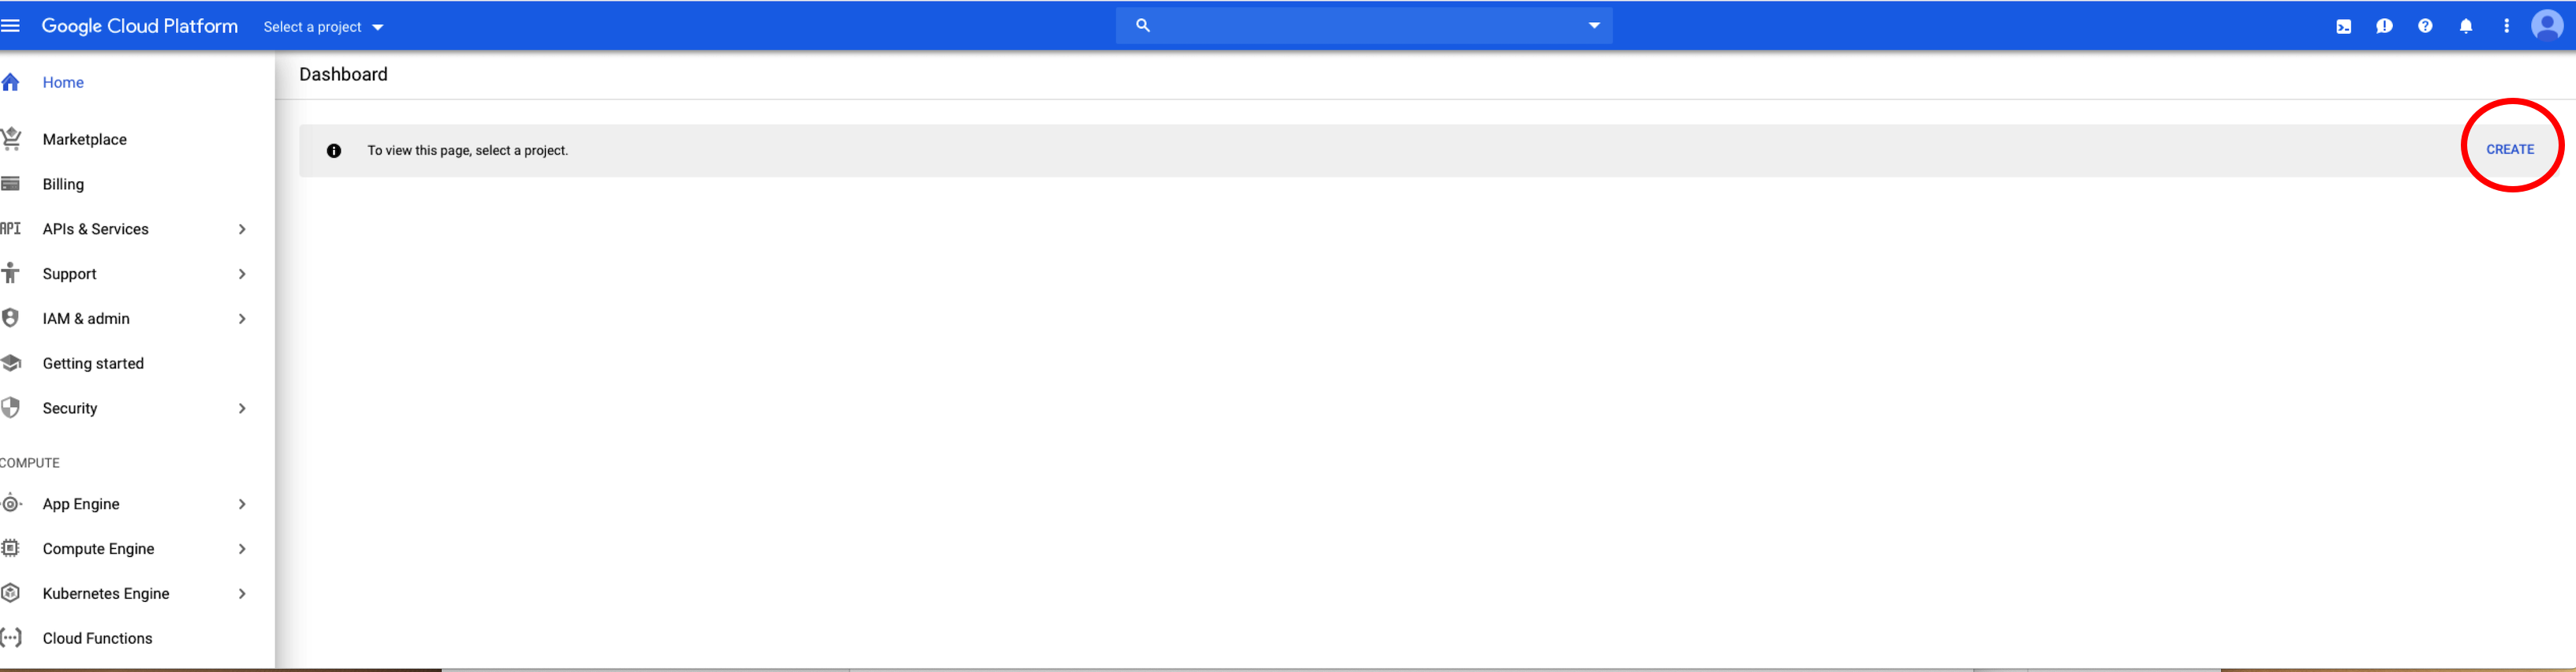 Google Cloud Platform Select a project
Dashboard
To view this page, select a project. CREATE
Home
Marketplace
Billing
API APIs & Services
Support
IAM & admin
Getting started
Security
COMPUTE
App Engine
Compute Engine
Kubernetes Engine
Cloud Functions